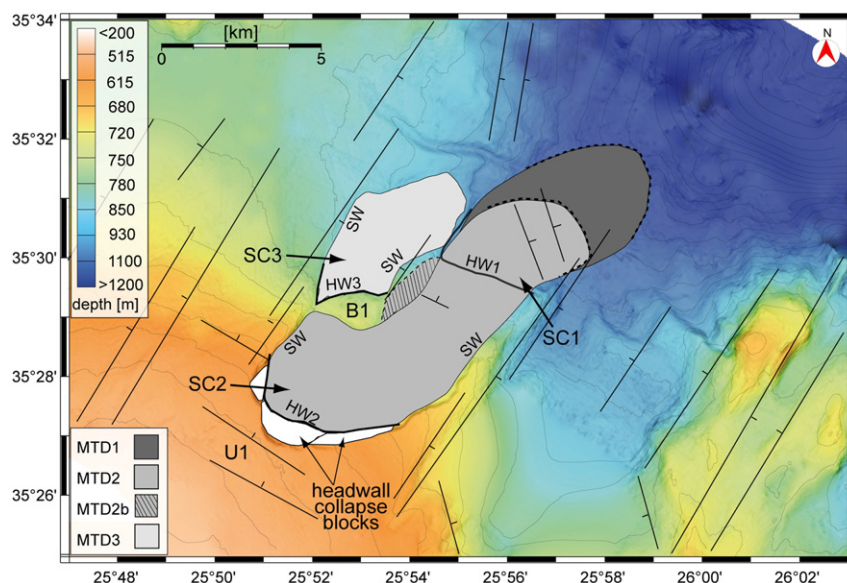 35°34'
35°32'
35°30'
35°28'
35°26'
<200
515
615
680
720
750
780
850
930
1100
>1200
depth [m]
[km]
0
5
N
SW
SC3
SW
HW3
HW1
B1
SC1
SW
SW
SC2
HW2
U1
headwall
collapse
blocks
MTD1
MTD2
MTD2b
MTD3
25°48'
25°50'
25°52'
25°54'
25°56'
25°58'
26°00'
26°02'